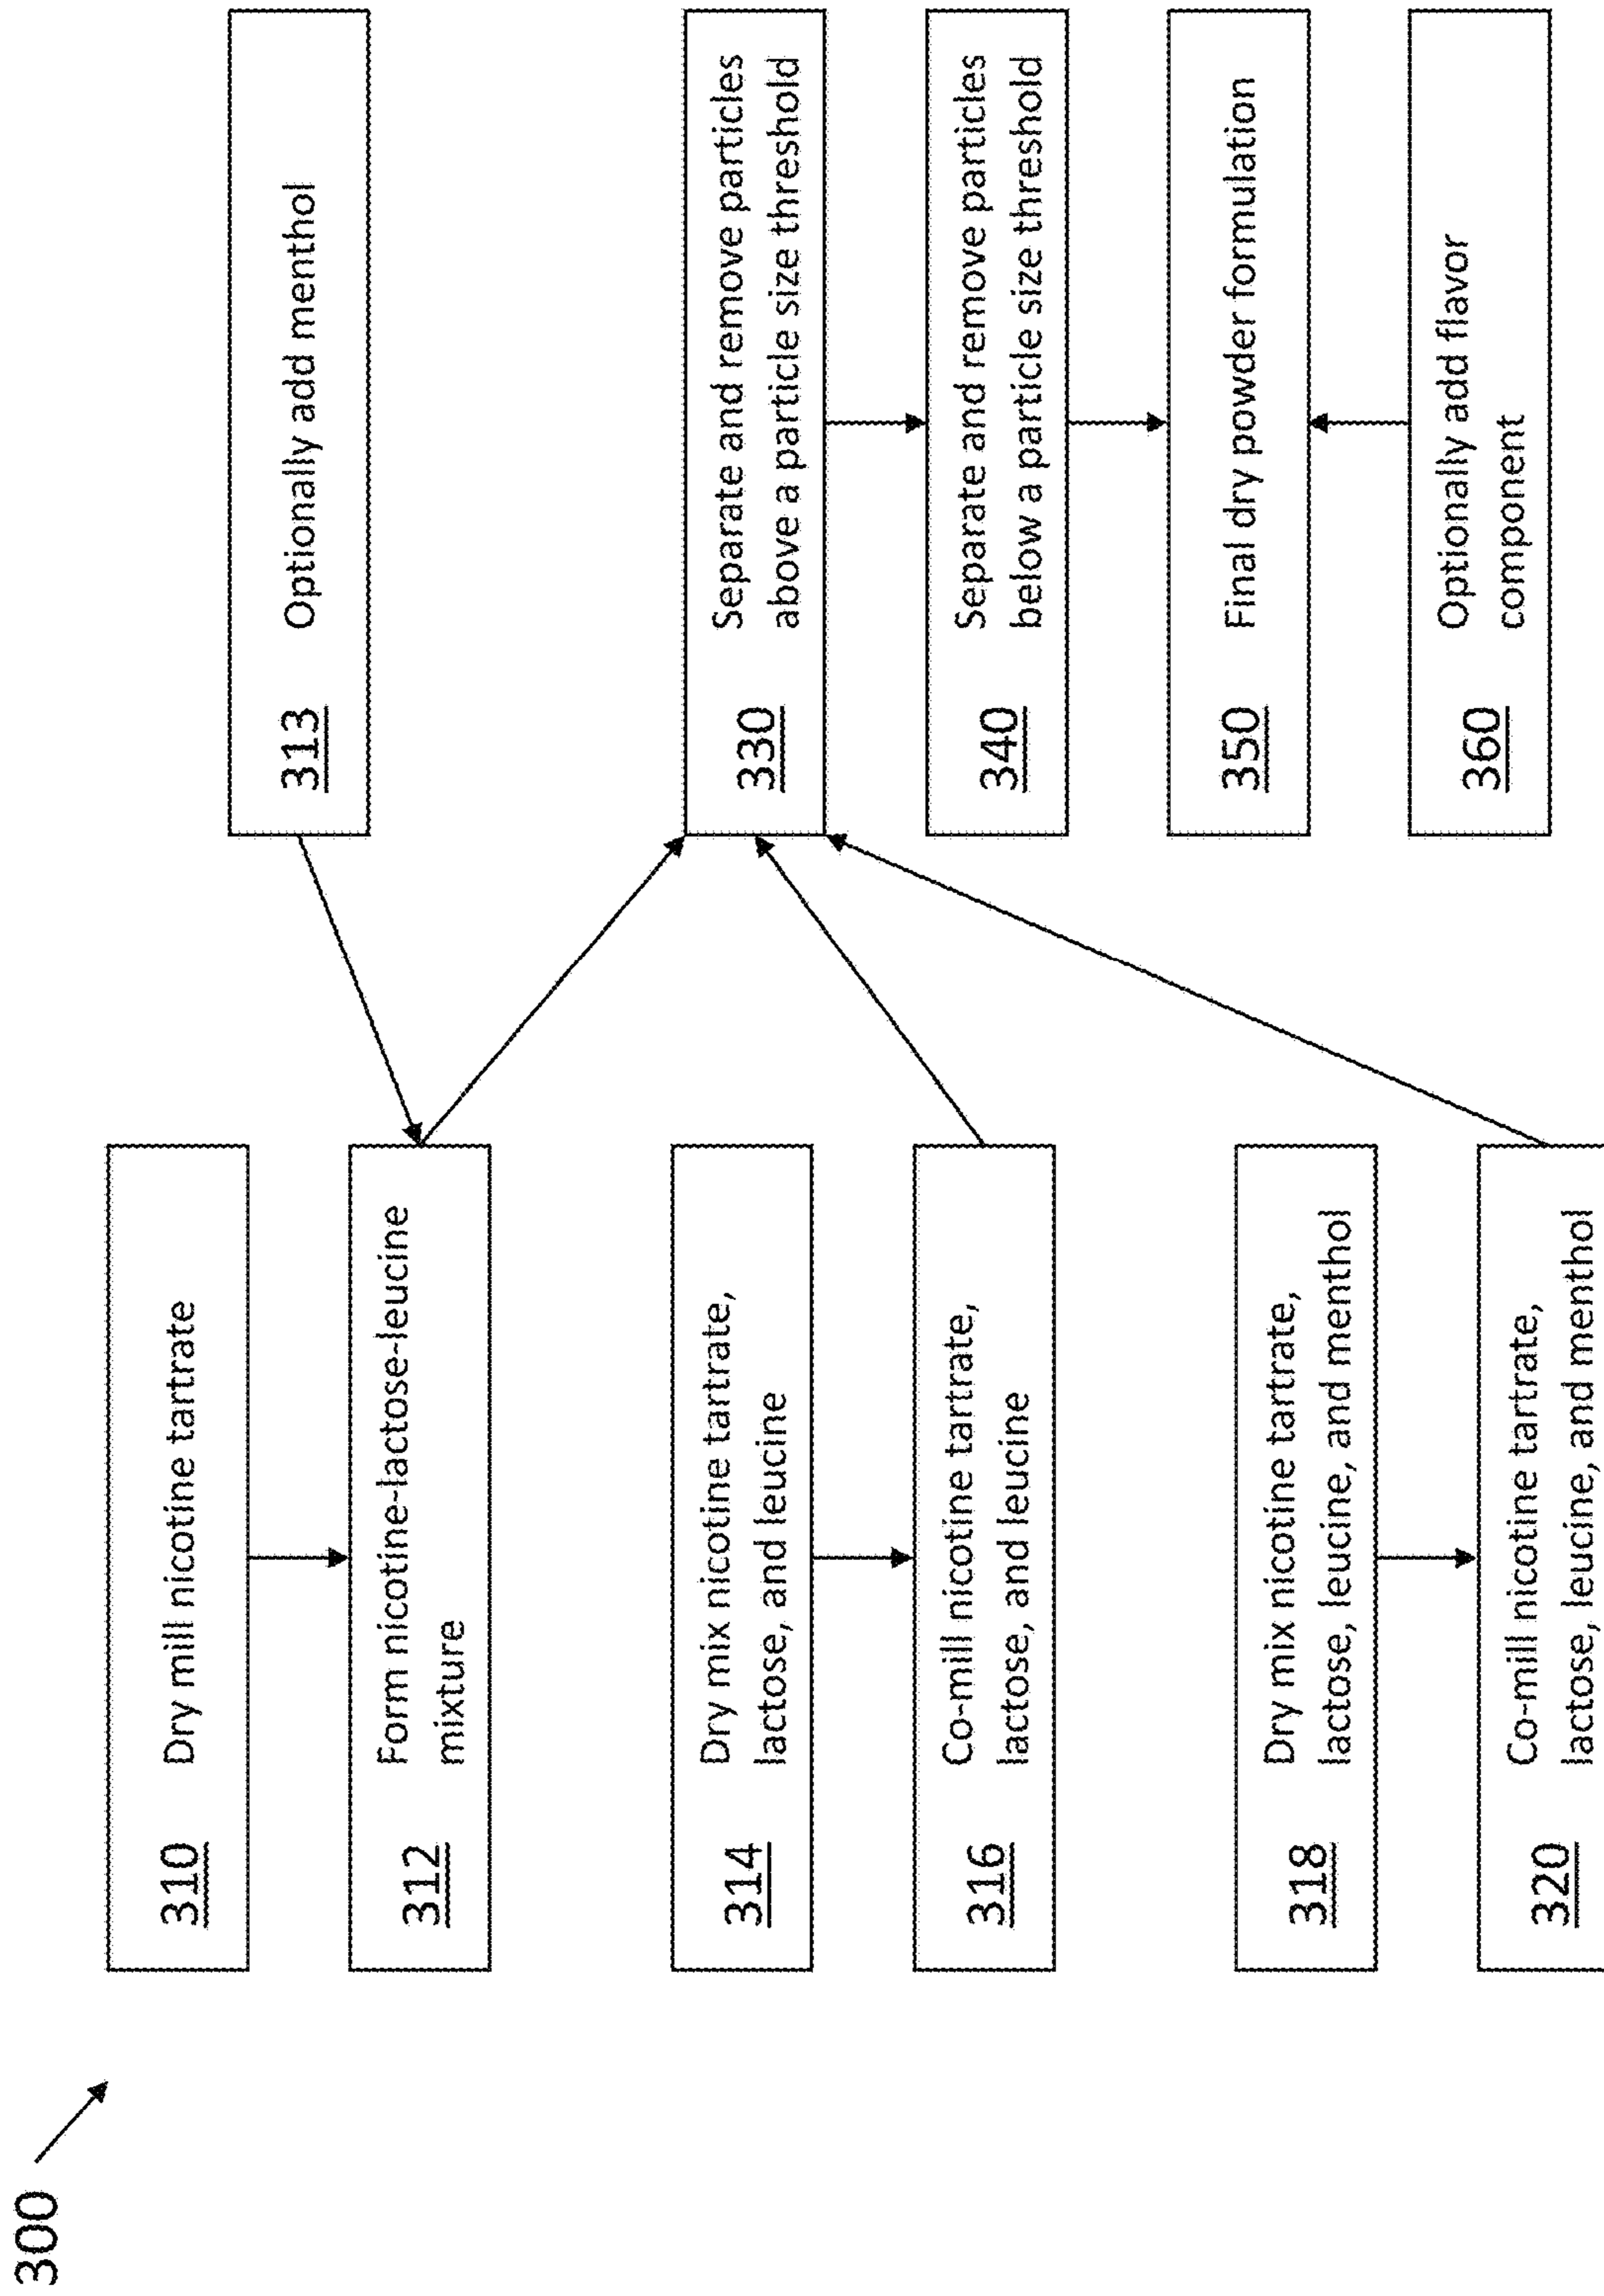 300
310 Dry mill nicotine tartrate
312 Form nicotine-lactose-leucine
mixture
314 Dry mix nicotine tartrate,
lactose, and leucine
316 Co-mill nicotine tartrate,
lactose, and leucine
318 Dry mix nicotine tartrate,
lactose, leucine, and menthol
320 Co-mill nicotine tartrate,
lactose, leucine, and menthol
313 Optionally add menthol
330 Separate and remove particles
above a particle size threshold
340 Separate and remove particles
below a particle size threshold
350 Final dry powder formulation
360 Optionally add flavor
component